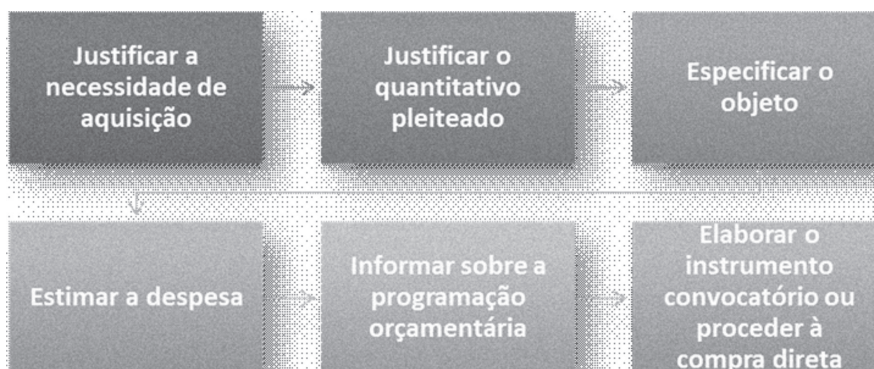 Justificar a
necessidade de
aquisição
Justificar o
quantitativo
pleiteado
Especificar o
objeto
Estimar a despesa
Informar sobre a
programação
orçamentária
Elaborar o
instrumento
convocatório ou
proceder à
compra direta